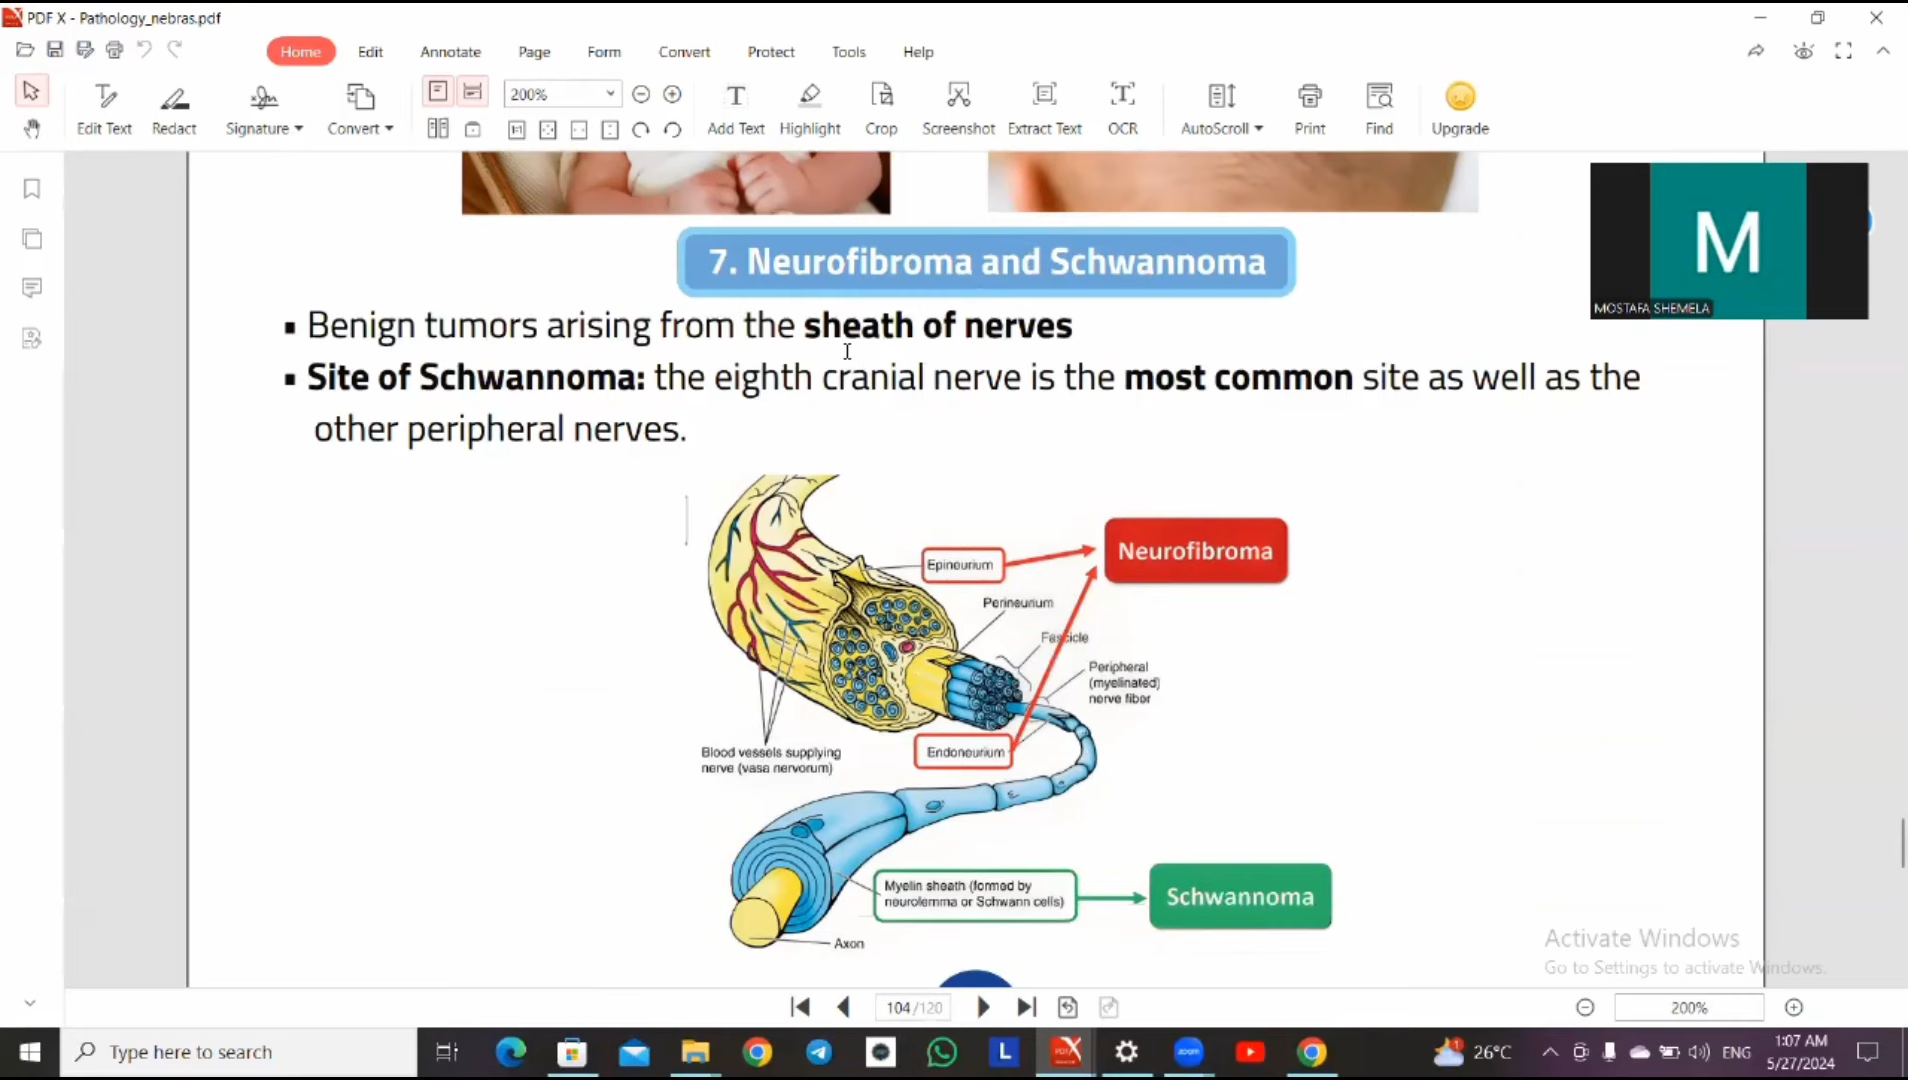 PDF X - Pathology_nebras.pdf
Home Edit Annotate Page Form Convert Protect Tools Help
200%
Edit Text Redact Signature Convert Add Text Highlight Crop Screenshot Extract Text OCR AutoScroll Print Find Upgrade
M
MOSTAFA SHEMELA
7. Neurofibroma and Schwannoma
▪ Benign tumors arising from the sheath of nerves
▪ Site of Schwannoma: the eighth cranial nerve is the most common site as well as the
other peripheral nerves.
Neurofibroma
Epineurium
Perineurium
Fascicle
Peripheral
(myelinated)
nerve fiber
Blood vessels supplying
nerve (vasa nervorum)
Endoneurium
Myelin sheath (formed by
neurolemma or Schwann cells)
Schwannoma
Axon
Activate Windows
Go to Settings to activate Windows.
104/120
200%
Type here to search
26°C
ENG
1:07 AM
5/27/2024